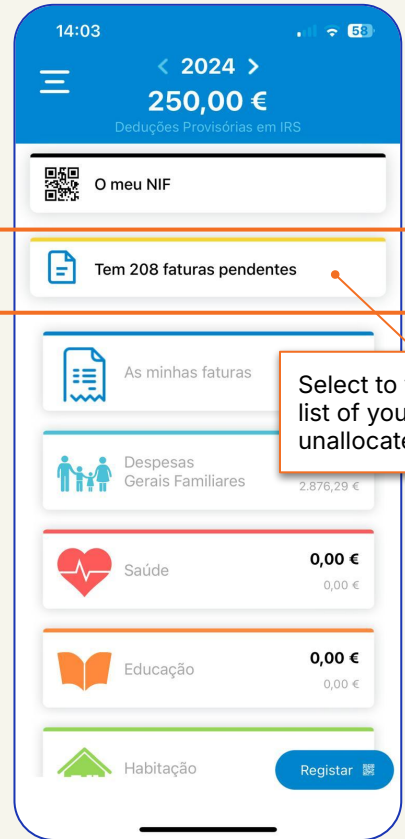 14:03
58
< 2024 >
250,00 €
Deduções Provisórias em IRS
O meu NIF
Tem 208 faturas pendentes
As minhas faturas
Select to
list of
Despesas
Gerais Familiares
2.876,29 €
Saúde
0,00 €
0,00 €
Educação
0,00 €
0,00 €
Habitação
Registar